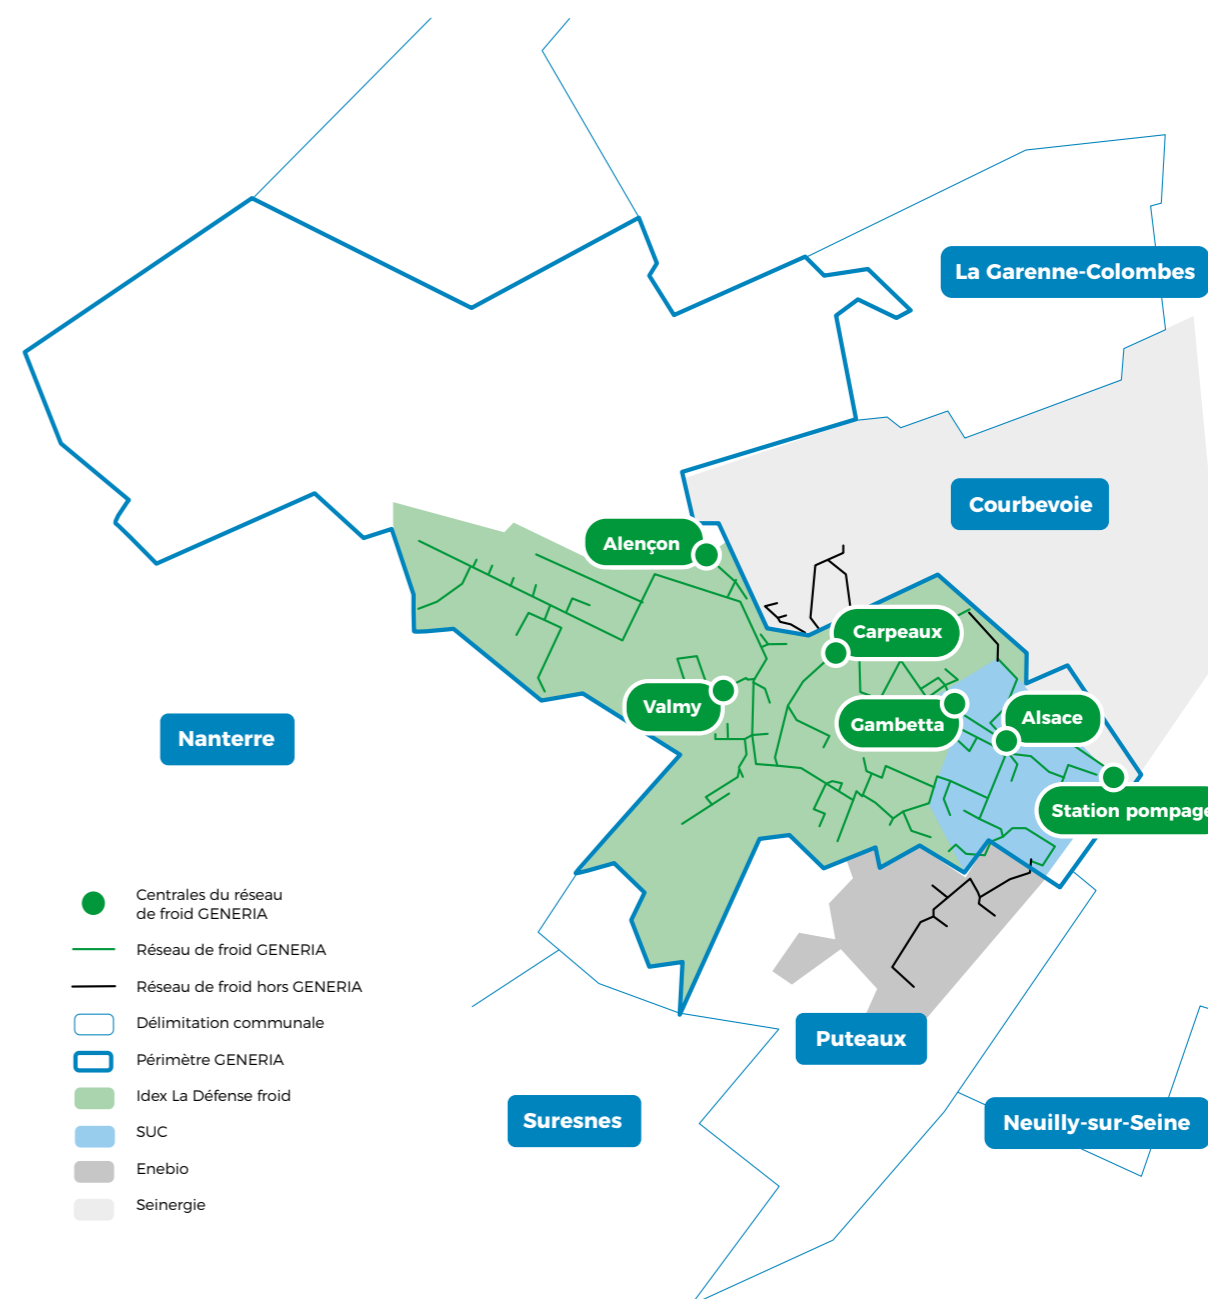 La Garenne-Colombes
Courbevoie
Alençon
Carpeaux
Valmy
Gambetta
Alsace
Station pompage
Nanterre
Centrales du réseau
de froid GENERIA
Réseau de froid GENERIA
Réseau de froid hors GENERIA
Délimitation communale
Périmètre GENERIA
Idex La Défense froid
SUC
Enebio
Seinergie
Puteaux
Suresnes
Neuilly-sur-Seine